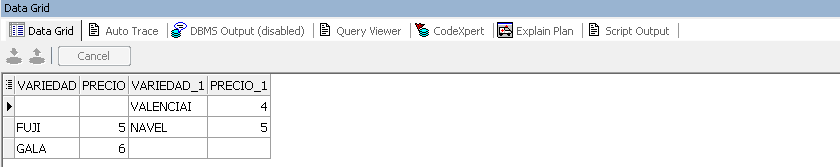 Data Grid
Data Grid Auto Trace DBMS Output (disabled) Query Viewer CodeXpert Explain Plan Script Output
Cancel
VARIEDAD PRECIO VARIEDAD_1 PRECIO_1
VALENCIAI 4
FUJI 5 NAVEL 5
GALA 6